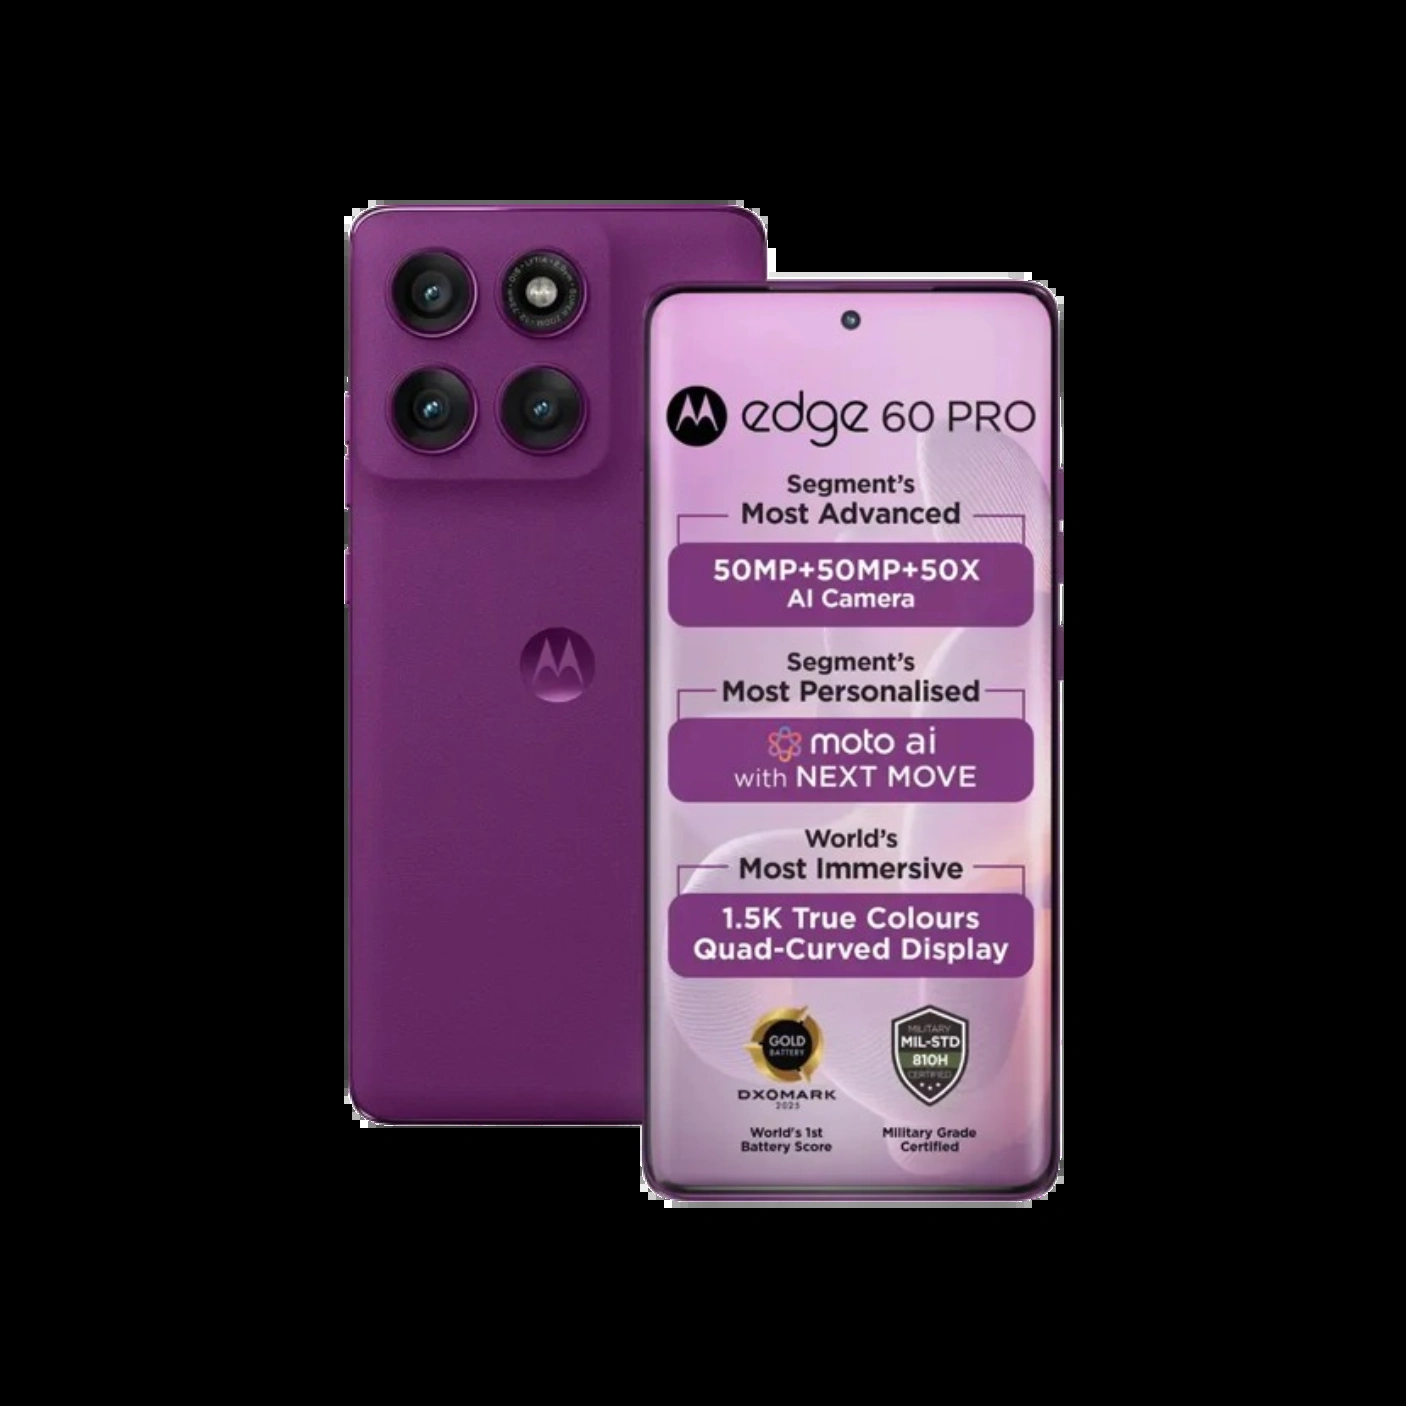 edge 60 PRO
Segment's
Most Advanced
50MP+50MP+50X
AI Camera
Segment's
Most Personalised
moto ai
with NEXT MOVE
World's
Most Immersive
1.5K True Colours
Quad-Curved Display
GOLD
BATTERY
DXOMARK
2025
World's 1st
Battery Score
MILITARY
MIL-STD
810H
CERTIFIED
Military Grade
Certified